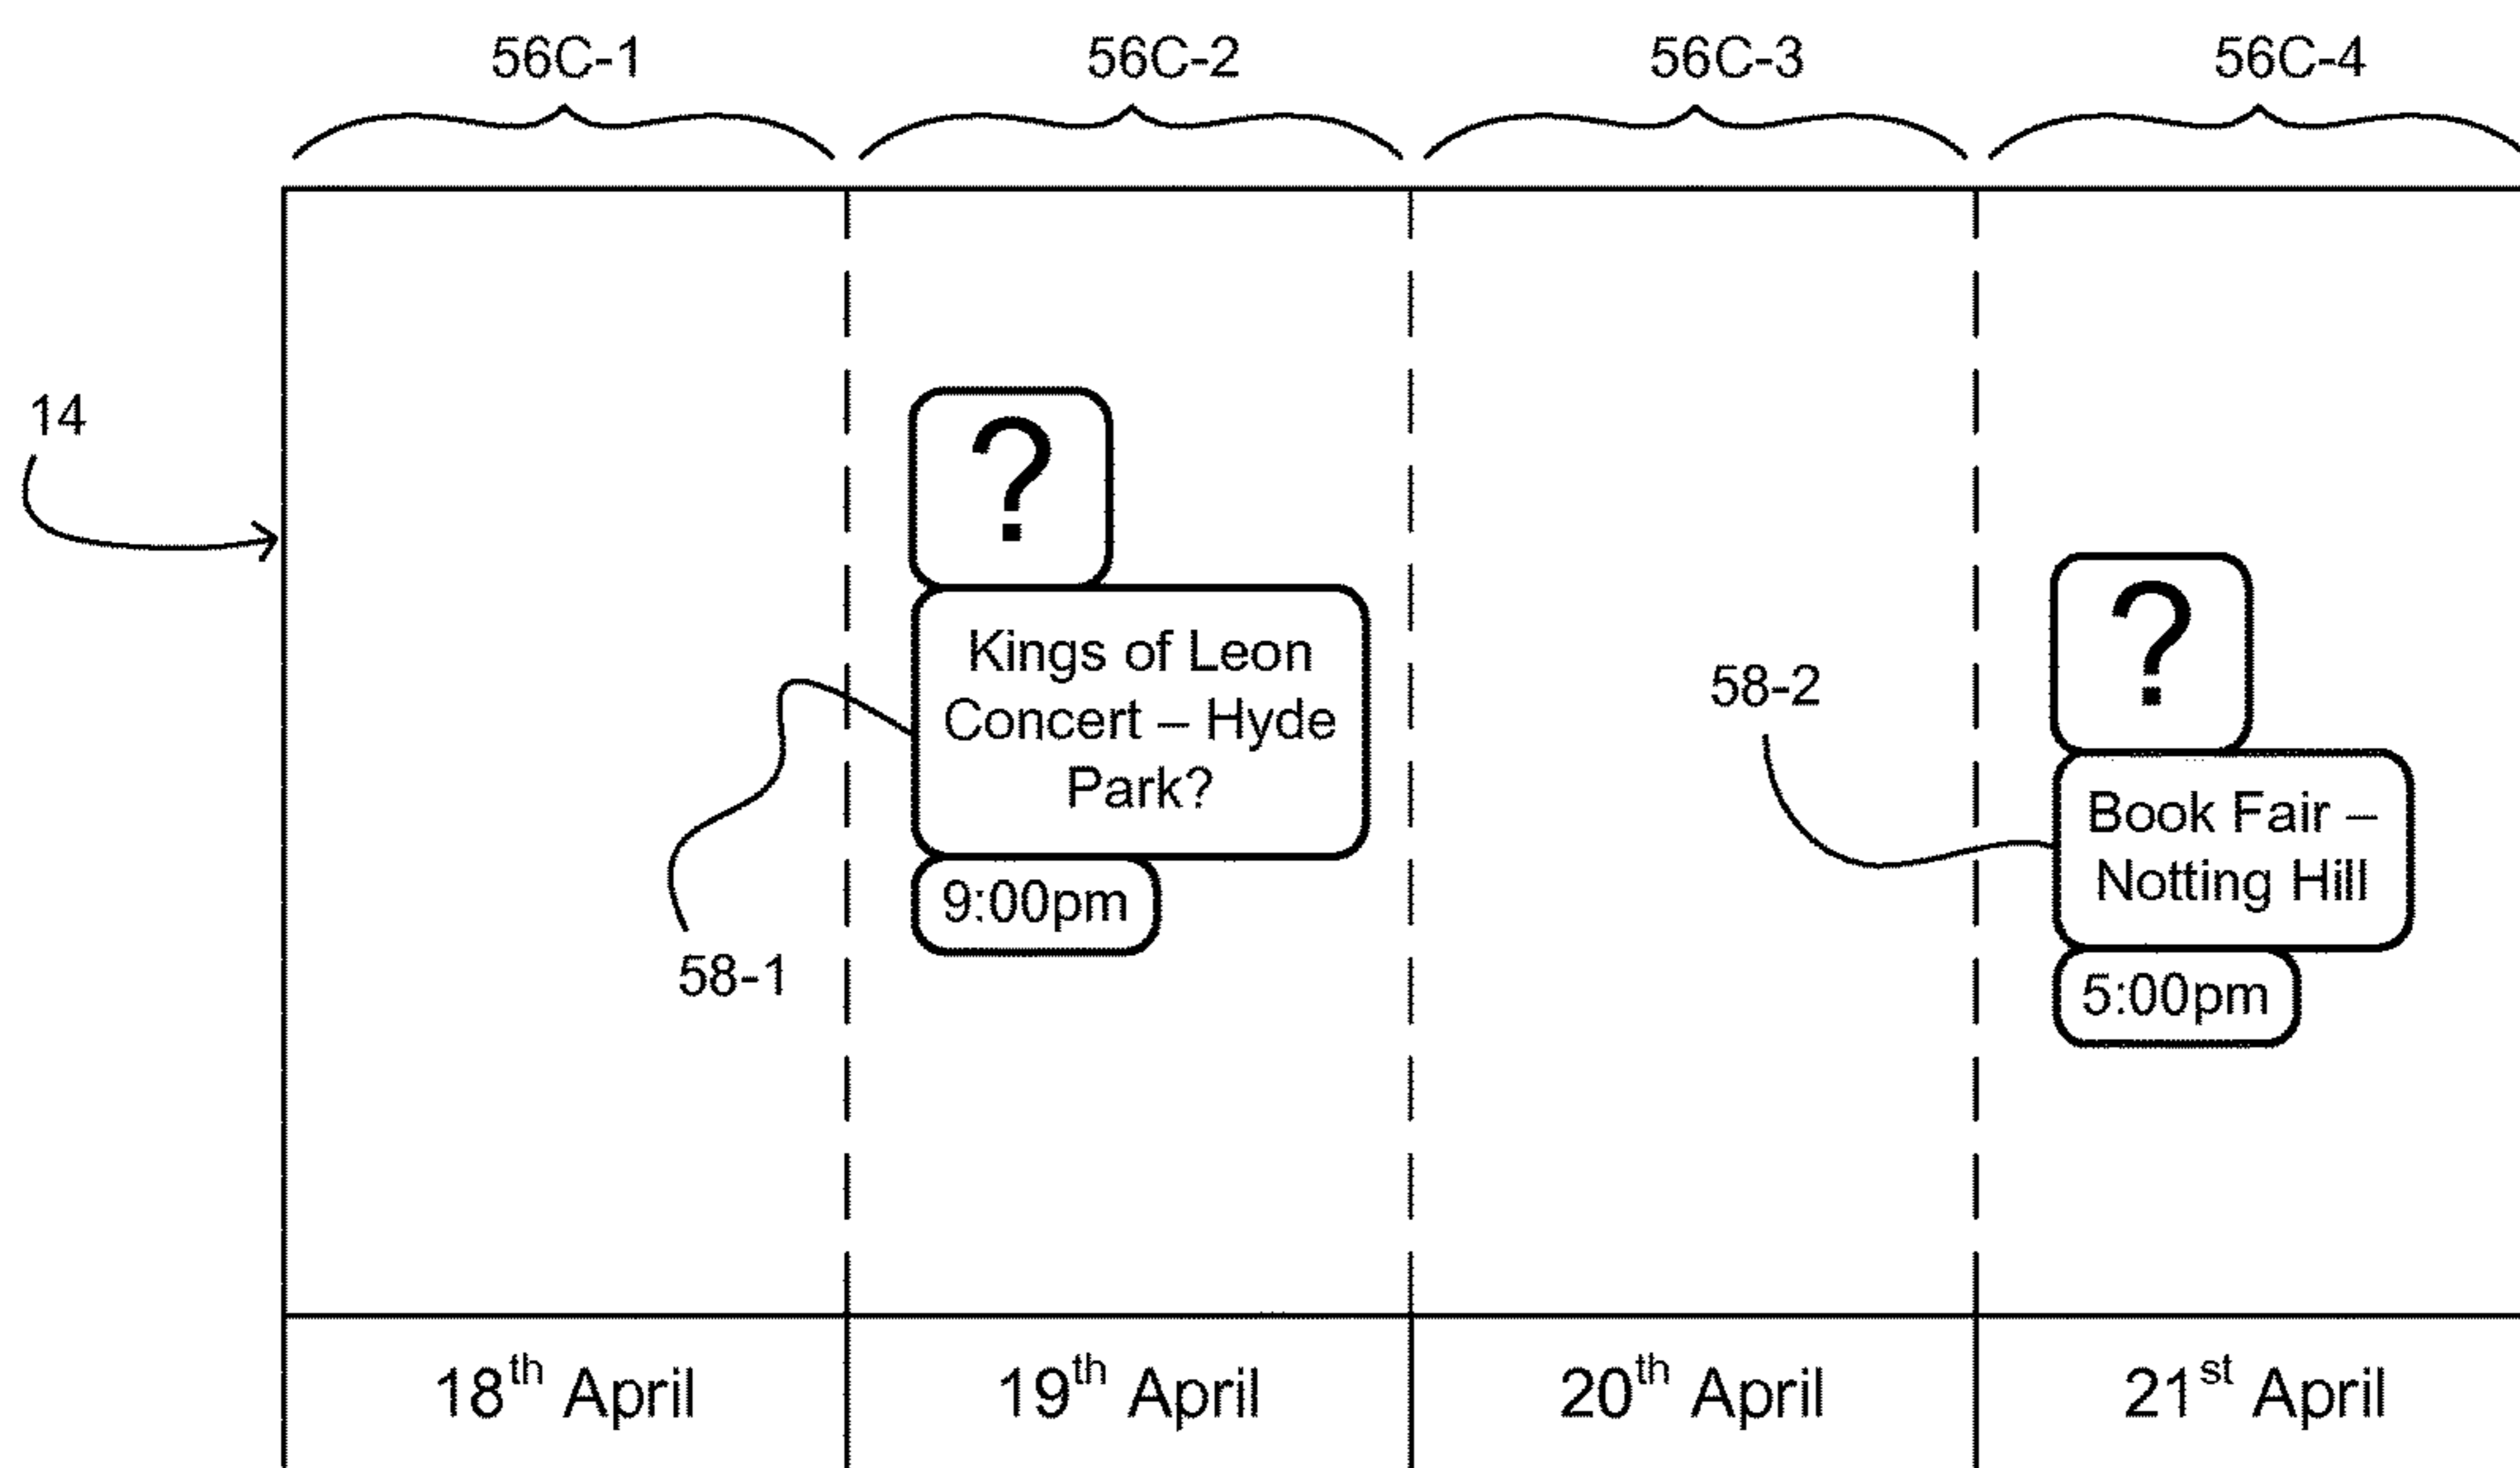 56C-1 56C-2 56C-3 56C-4
14
?
Kings of Leon
Concert – Hyde
Park?
9:00pm
58-1
?
58-2
Book Fair –
Notting Hill
5:00pm
18th April 19th April 20th April 21st April